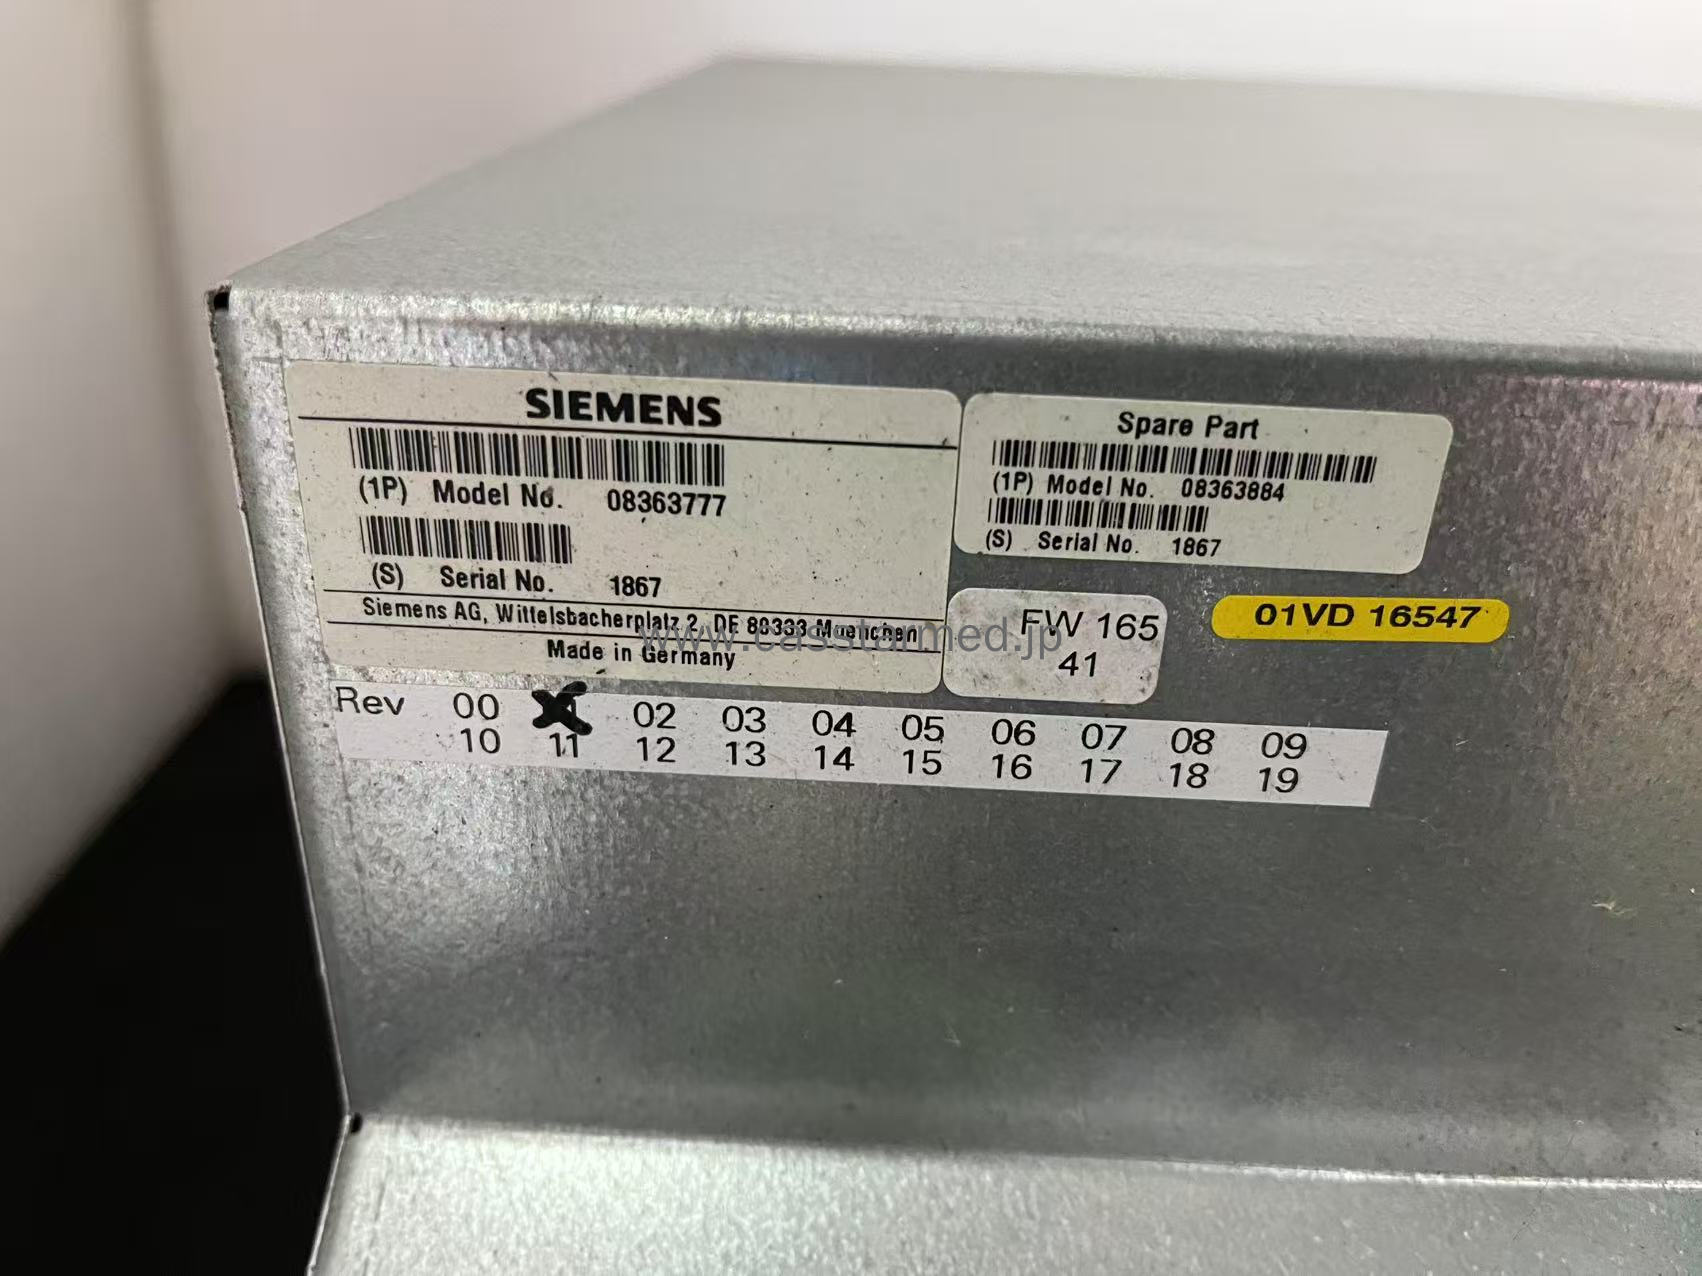 SIEMENS
(1P) Model No. 08363777
(S) Serial No. 1867
Siemens AG, Wittelsbacherplatz 2, DE 80333 Muenchen
Made in Germany
Spare Part
(1P) Model No. 08363884
(S) Serial No. 1867
FW 165
41
01VD 16547
www.casstarmed.jp
Rev 00 02 03 04 05 06 07 08 09
10 11 12 13 14 15 16 17 18 19